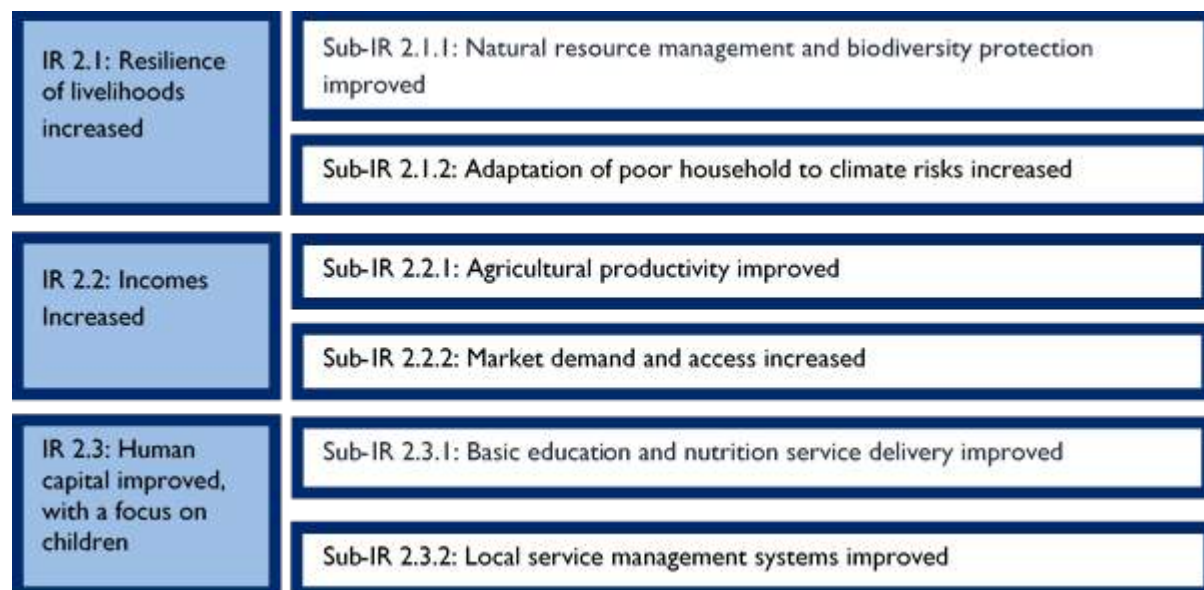 IR 2.1: Resilience
of livelihoods
increased
Sub-IR 2.1.1: Natural resource management and biodiversity protection
improved
Sub-IR 2.1.2: Adaptation of poor household to climate risks increased
IR 2.2: Incomes
Increased
Sub-IR 2.2.1: Agricultural productivity improved
Sub-IR 2.2.2: Market demand and access increased
IR 2.3: Human
capital improved,
with a focus on
children
Sub-IR 2.3.1: Basic education and nutrition service delivery improved
Sub-IR 2.3.2: Local service management systems improved